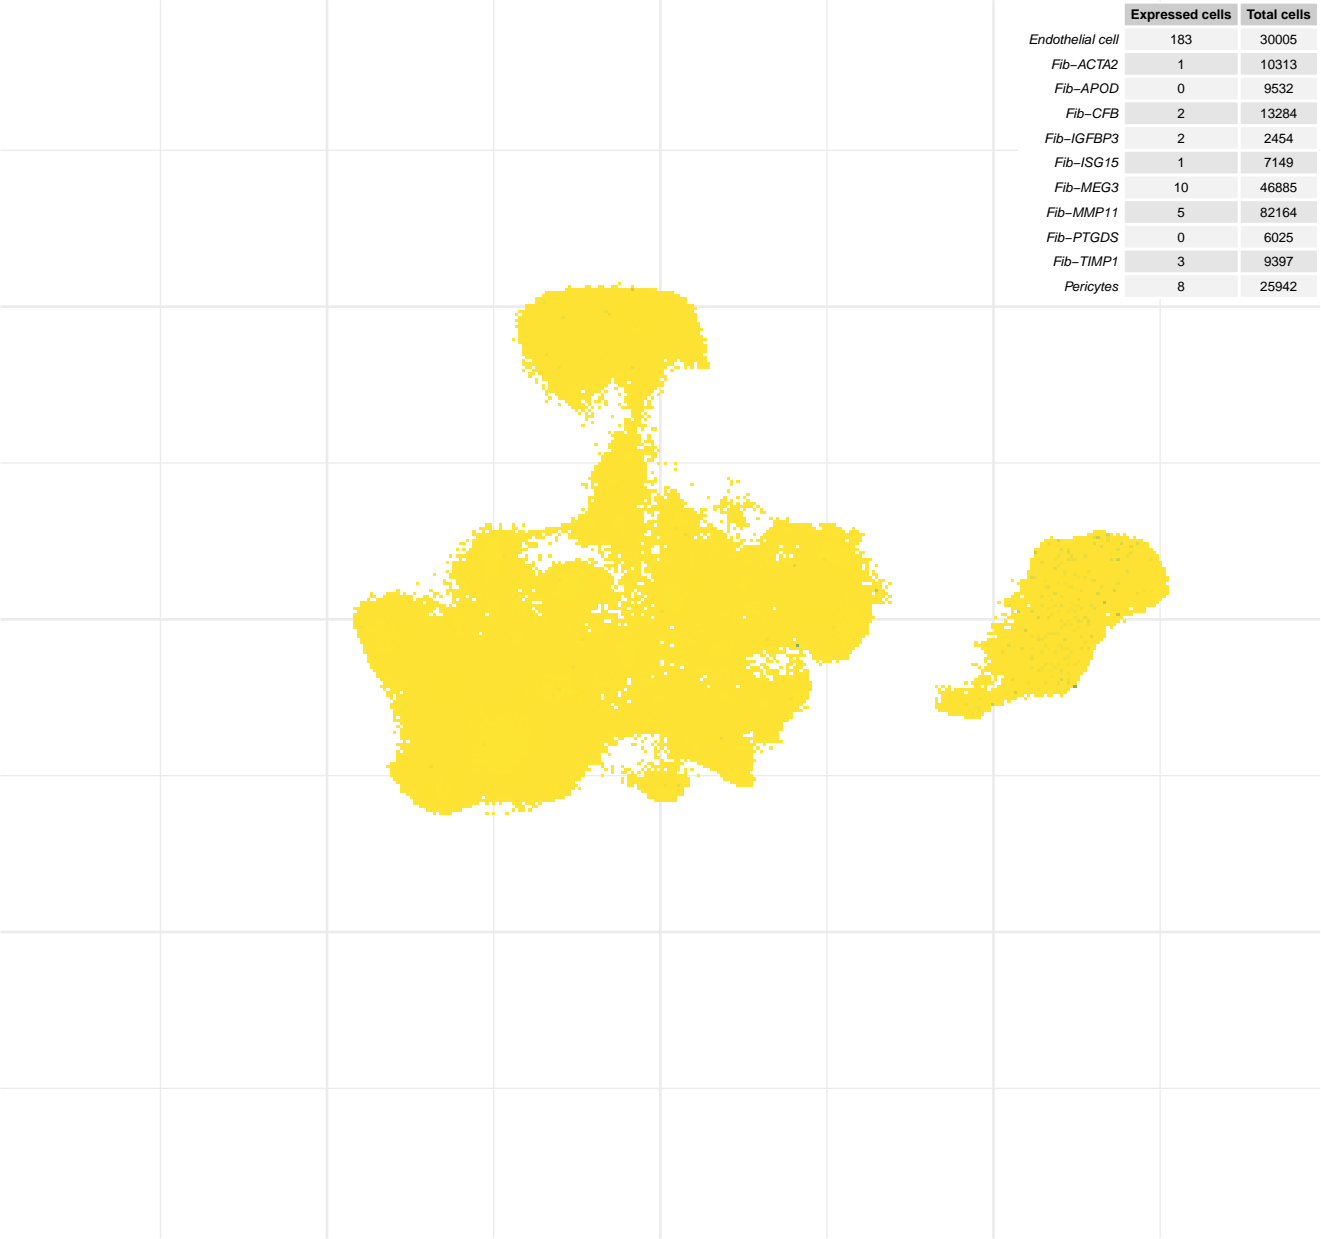 Expressed cells Total cells
Endothelial cell 183 30005
Fib−ACTA2 1 10313
Fib−APOD 0 9532
Fib−CFB 2 13284
Fib−IGFBP3 2 2454
Fib−ISG15 1 7149
Fib−MEG3 10 46885
Fib−MMP11 5 82164
Fib−PTGDS 0 6025
Fib−TIMP1 3 9397
Pericytes 8 25942